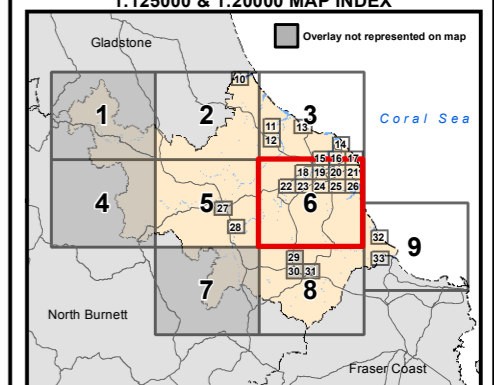 1:125000 & 1:20000 MAP INDEX
Gladstone
Overlay not represented on map
10
1
2
3
11
13
Coral Sea
12
14
15 16 17
18 19 20 21
4
5
22 23 24 25 26
6
27
28
32
9
29
33
7
30 31
8
North Burnett
Fraser Coast